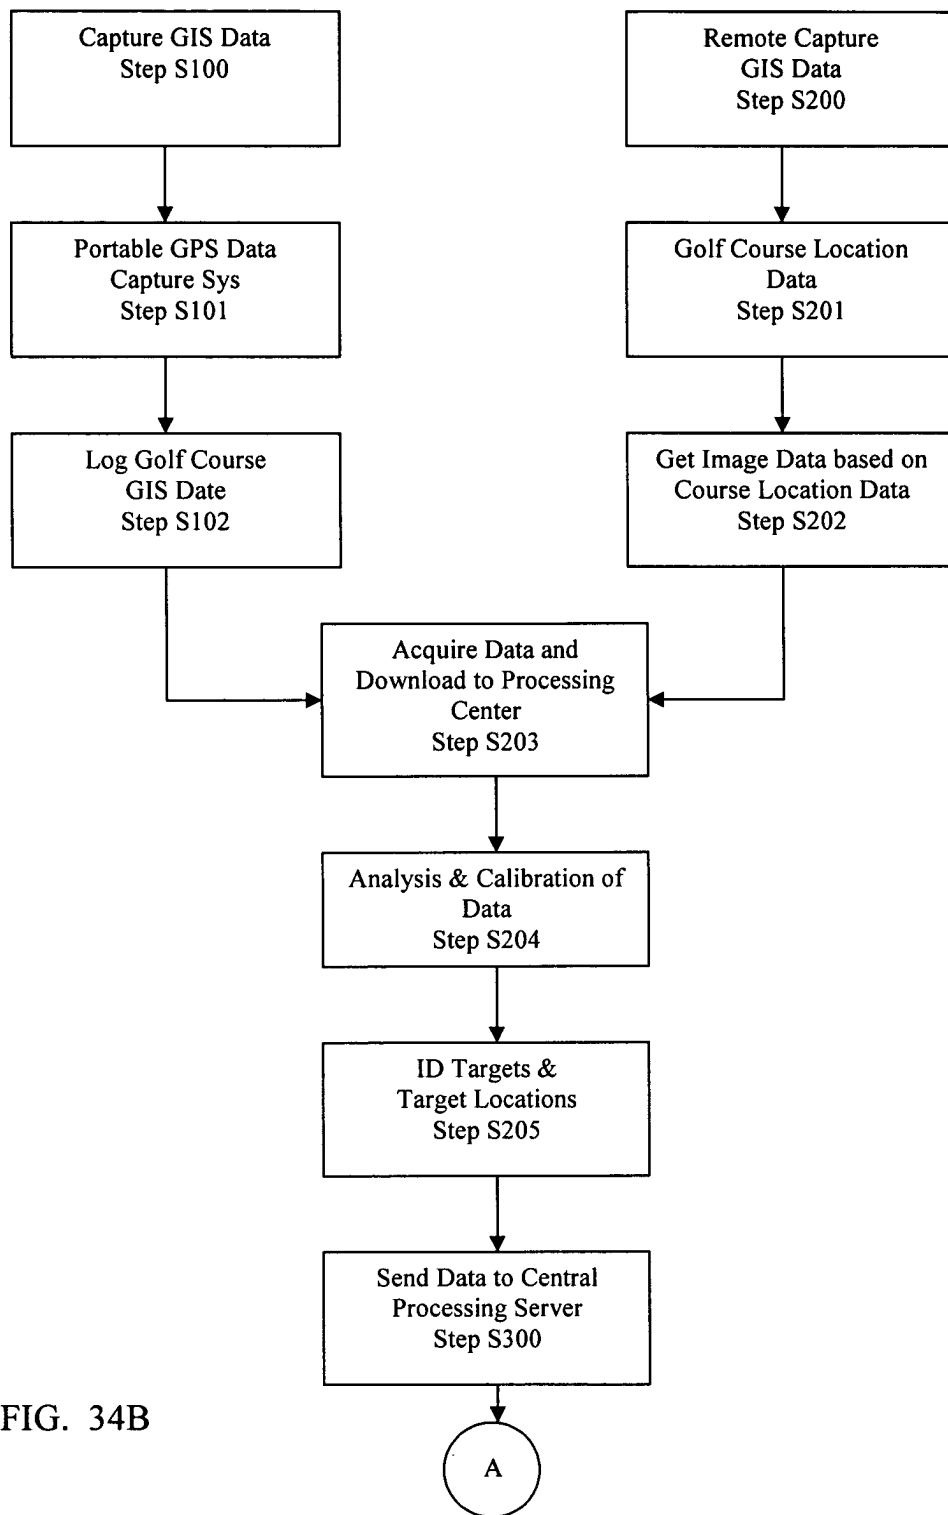 Capture GIS Data
Step S100
Remote Capture
GIS Data
Step S200
Portable GPS Data
Capture Sys
Step S101
Golf Course Location
Data
Step S201
Log Golf Course
GIS Date
Step S102
Get Image Data based on
Course Location Data
Step S202
Acquire Data and
Download to Processing
Center
Step S203
Analysis & Calibration of
Data
Step S204
ID Targets &
Target Locations
Step S205
Send Data to Central
Processing Server
Step S300
FIG. 34B
A